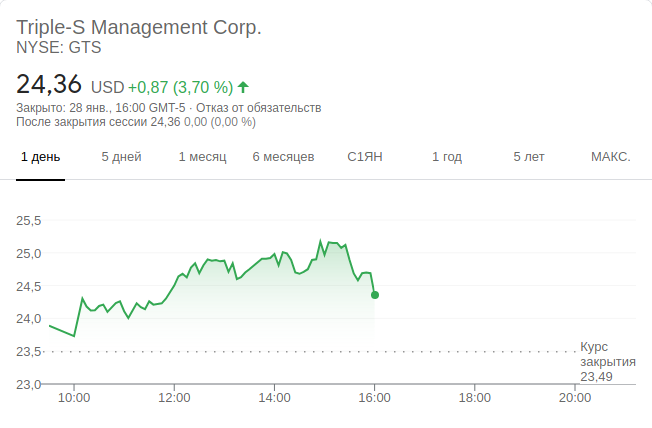 Triple-S Management Corp.
NYSE: GTS
24,36 USD +0,87 (3,70 %)
Закрыто: 28 янв., 16:00 GMT-5 · Отказ от обязательств
После закрытия сессии 24,36 0,00 (0,00 %)
1 день 5 дней 1 месяц 6 месяцев С1ЯН 1 год 5 лет МАКС.
25,5
25,0
24,5
24,0
23,5
23,0
Курс
закрытия
23,49
10:00 12:00 14:00 16:00 18:00 20:00